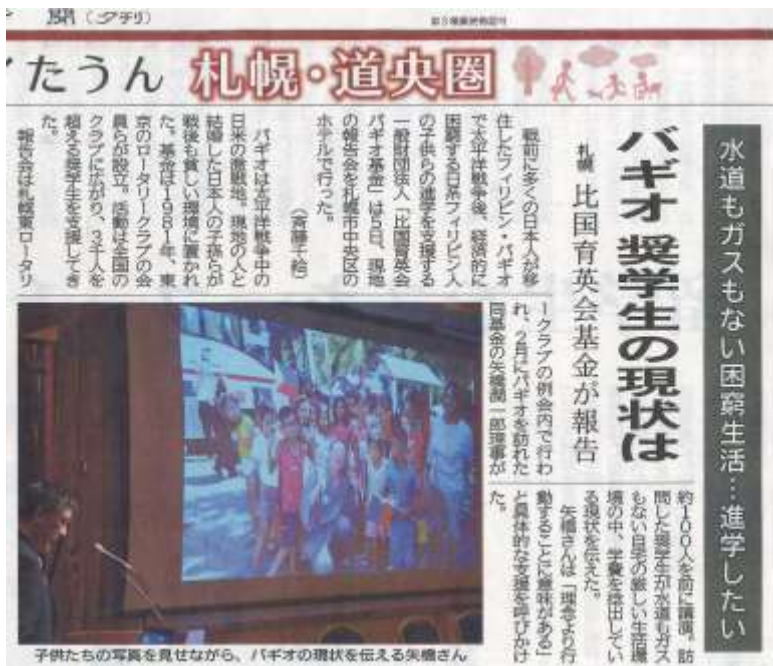 聞(夕刊)
たうん 札幌・道央圏
水道もガスもない困窮生活…進学したい
バギオ 奨学生の現状は
札幌 比国育英会基金が報告
戦前に多くの日本人が移
住したフィリピン・バギオ
で太平洋戦争後、経済的に
困窮する日系フィリピン人
の子供らの進学を支援する
一般財団法人「比国育英会
バギオ基金」は5日、現地
の報告会を札幌市中央区の
ホテルで行った。
(斉藤千絵)
バギオは太平洋戦争中の
日米の激戦地。現地の人と
結婚した日本人の子孫らが
戦後も貧しい環境に置かれ
た。基金は1981年、東
京のロータリークラブの会
員らが設立。活動は全国の
クラブに広がり、3千人を
超える奨学生を支援してき
た。
報告会は札幌東ロータリ
ークラブの例会内で行わ
れ、2月にバギオを訪れた
同基金の矢橋潤一郎理事が
約100人を前に講演。訪
問した奨学生が水道もガス
もない自宅の厳しい生活環
境の中、学費を捻出してい
る現状を伝えた。
矢橋さんは「理念より行
動することに意味がある」
と具体的な支援を呼びかけ
た。
子供たちの写真を見せながら、バギオの現状を伝える矢橋さん